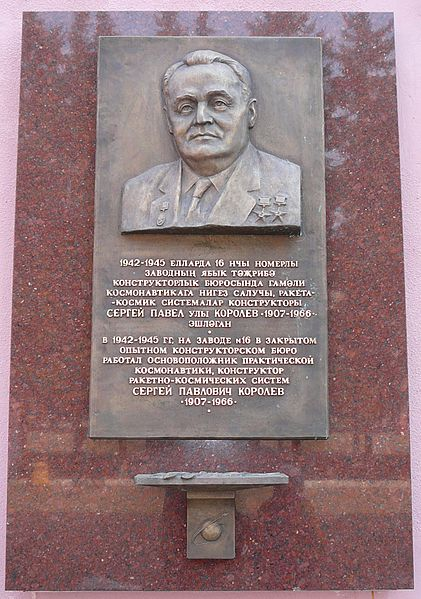 1942-1945 ЕЛЛАРДА 16 НЧЫ НОМЕРЛЫ
ЗАВОДНЫҢ ЯБЫК ТӘҖРИБӘ
КОНСТРУКТОРЛЫК БЮРОСЫНДА ГАМӘЛИ
КОСМОНАВТИКАГА НИГЕЗ САЛУЧЫ, РАКЕТА-
КОСМИК СИСТЕМАЛАР КОНСТРУКТОРЫ
СЕРГЕЙ ПАВЕЛ УЛЫ КОРОЛЕВ •1907-1966•
ЭШЛӘГАН
В 1942-1945 ГГ. НА ЗАВОДЕ №16 В ЗАКРЫТОМ
ОПЫТНОМ КОНСТРУКТОРСКОМ БЮРО
РАБОТАЛ ОСНОВОПОЛОЖНИК ПРАКТИЧЕСКОЙ
КОСМОНАВТИКИ, КОНСТРУКТОР
РАКЕТНО-КОСМИЧЕСКИХ СИСТЕМ
СЕРГЕЙ ПАВЛОВИЧ КОРОЛЕВ
•1907-1966•